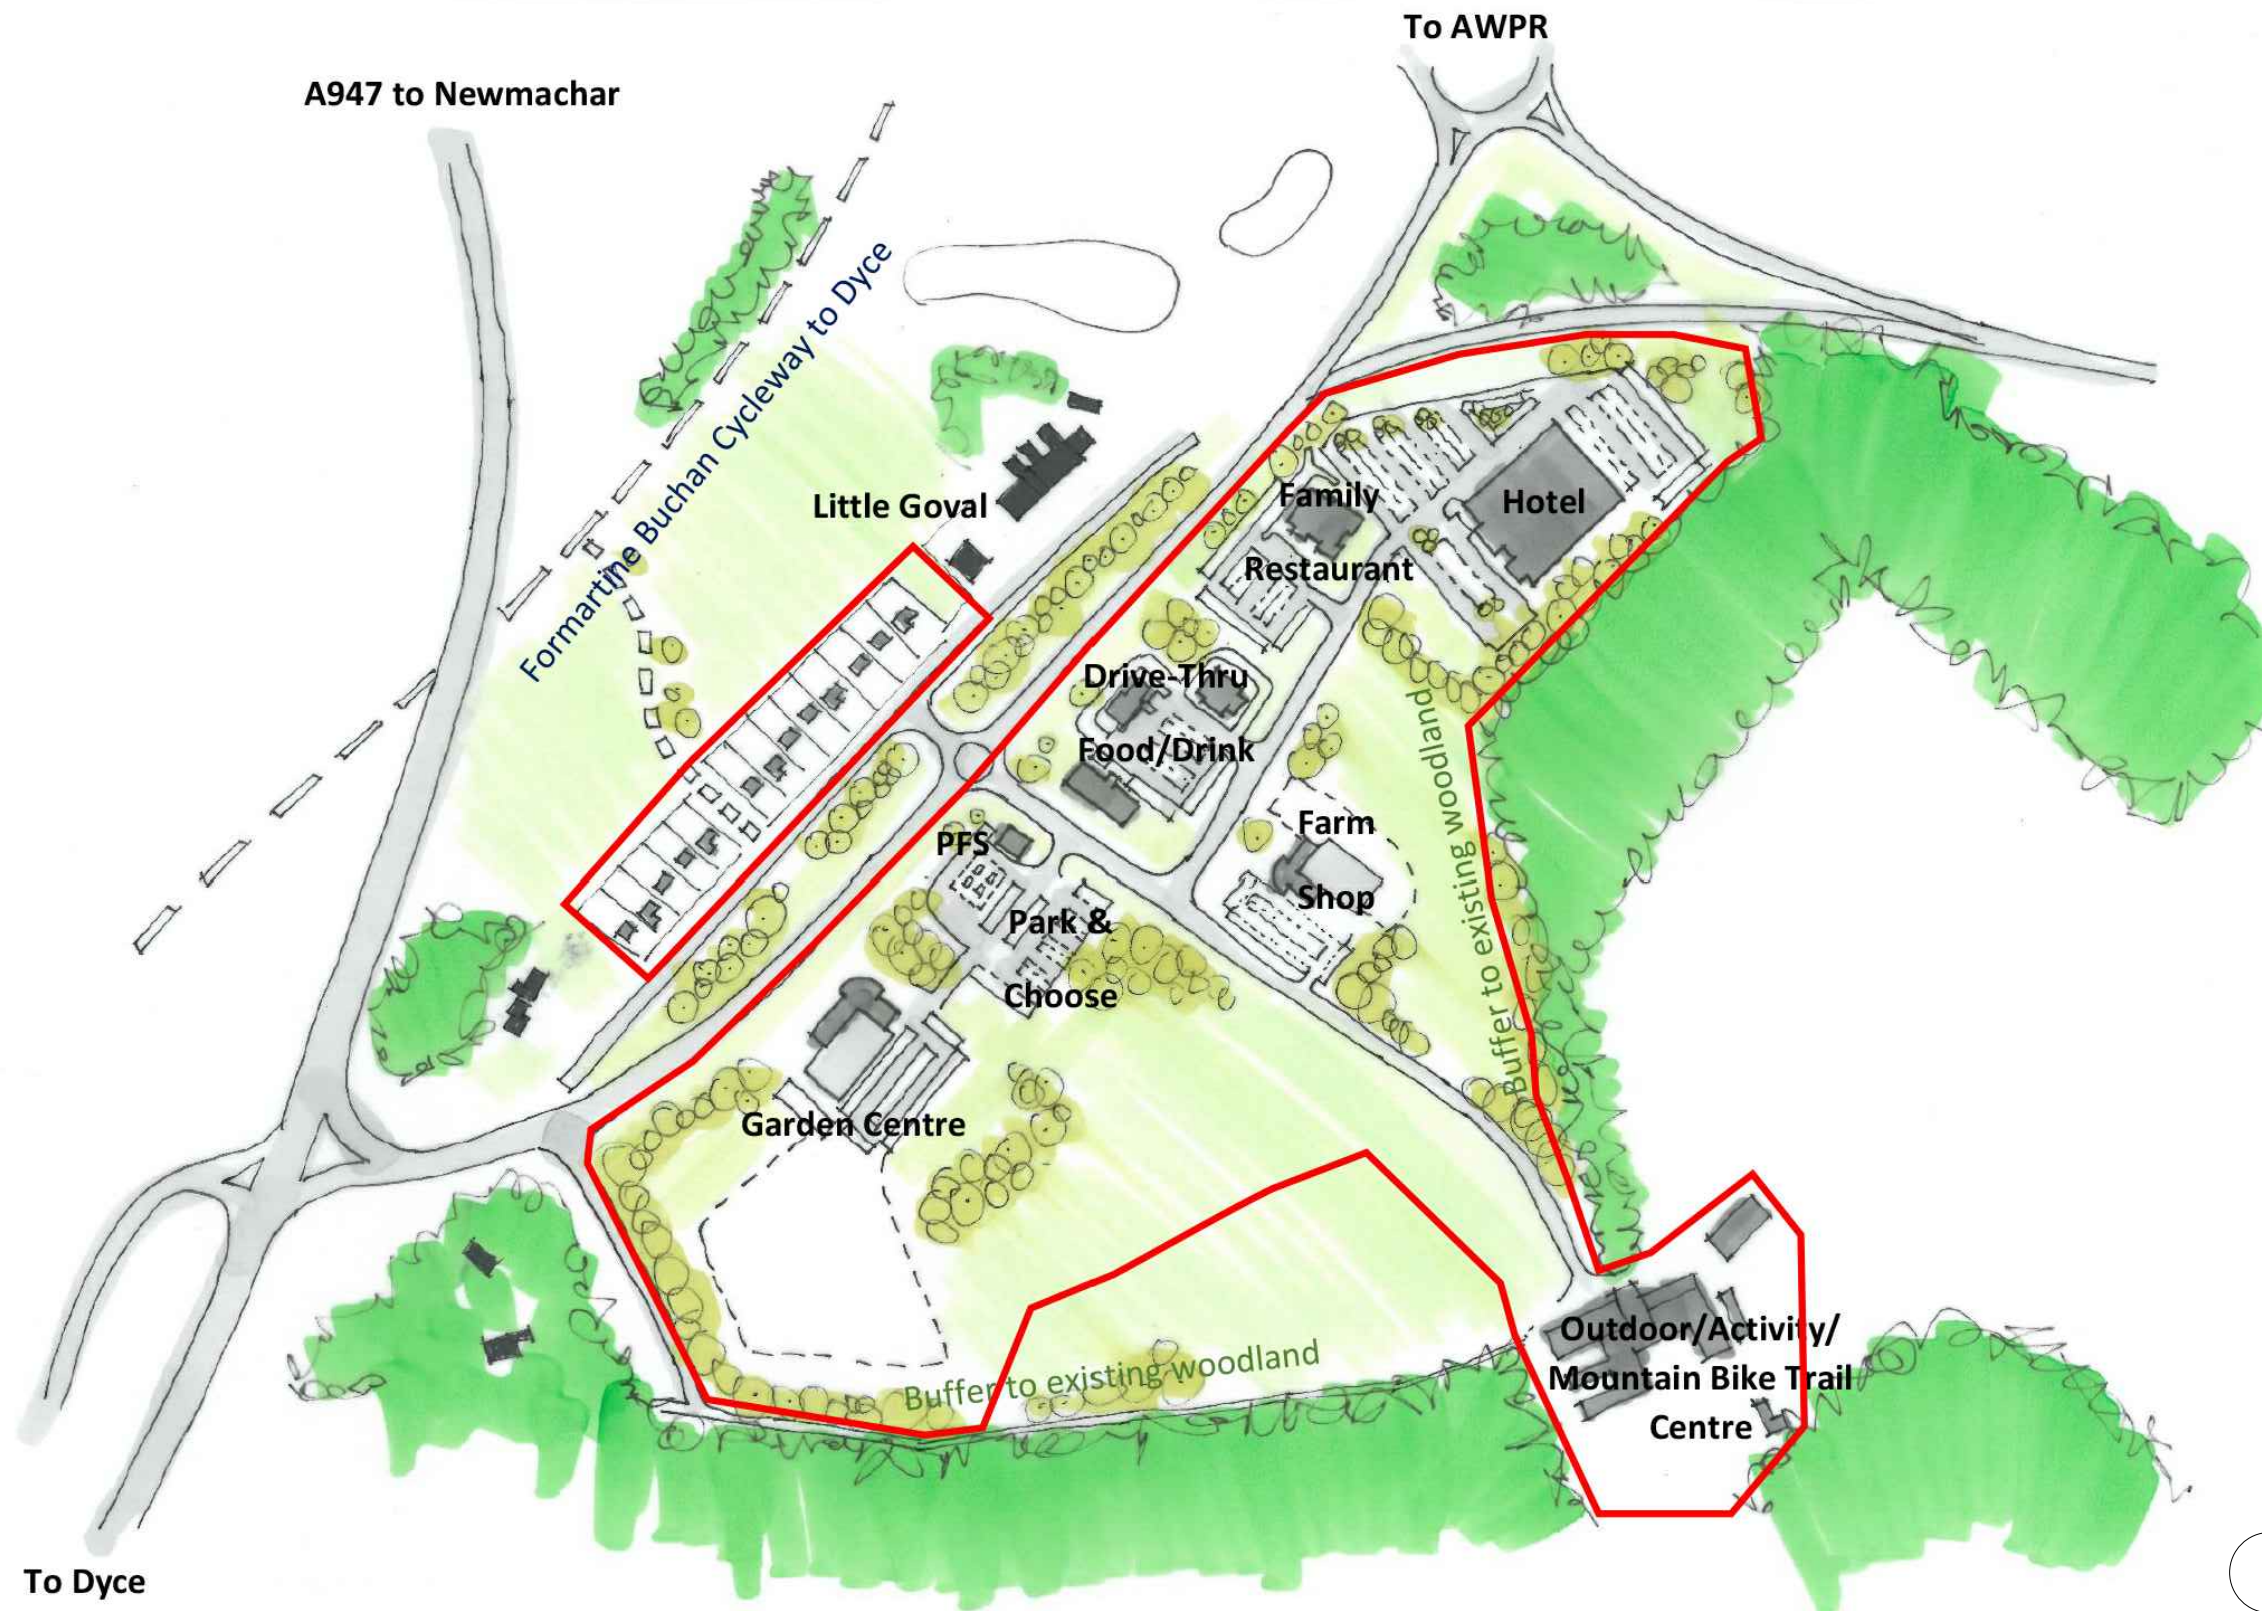 To AWPR
A947 to Newmachar
Formartine Buchan Cycleway to Dyce
Little Goval
Family
Restaurant
Hotel
Drive-Thru
Food/Drink
PFS
Park &
Choose
Farm
Shop
Buffer to existing woodland
Garden Centre
Buffer to existing woodland
Outdoor/Activity/
Mountain Bike Trail
Centre
To Dyce